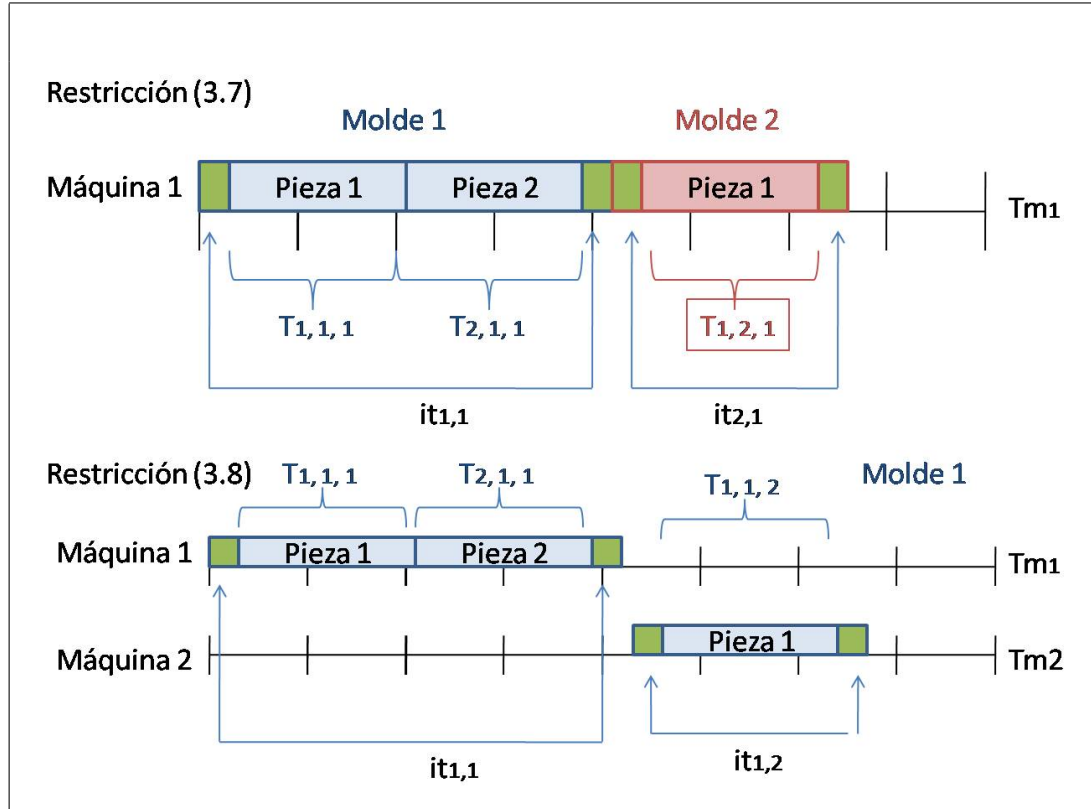 Restricción (3.7)
Molde 1
Molde 2
Máquina 1
Pieza 1
Pieza 2
Pieza 1
Tm1
T1, 1, 1
T2, 1, 1
T1, 2, 1
it1,1
it2,1
Restricción (3.8)
T1, 1, 1
T2, 1, 1
T1, 1, 2
Molde 1
Máquina 1
Pieza 1
Pieza 2
Tm1
Máquina 2
Pieza 1
Tm2
it1,1
it1,2